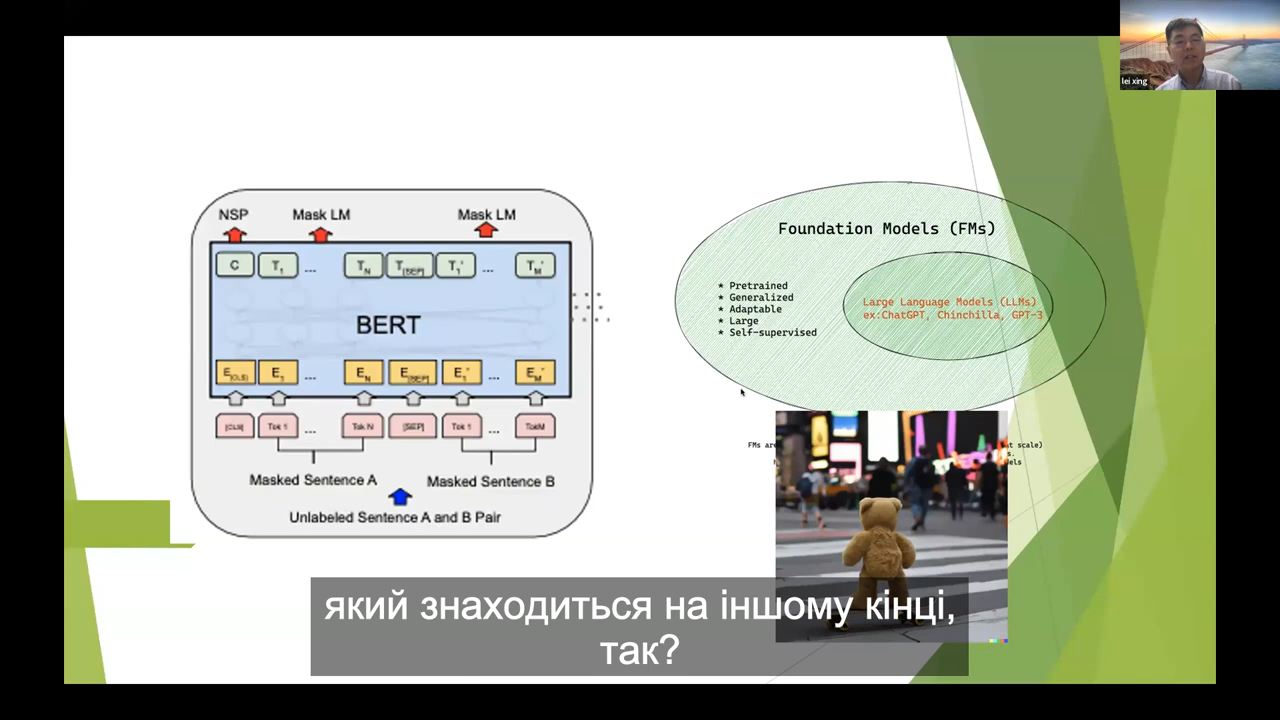 lei xing
NSP Mask LM Mask LM
C T1 ... TN T[SEP] T1' ... TM'
BERT
E[CLS] E1 ... EN E[SEP] E1' ... EM'
[CLS] Tok 1 ... Tok N [SEP] Tok 1 ... TokM
Masked Sentence A Masked Sentence B
Unlabeled Sentence A and B Pair
Foundation Models (FMs)
* Pretrained
* Generalized
* Adaptable
* Large
* Self-supervised
Large Language Models (LLMs)
ex:ChatGPT, Chinchilla, GPT-3
FMs are
scale)
який знаходиться на іншому кінці,
так?